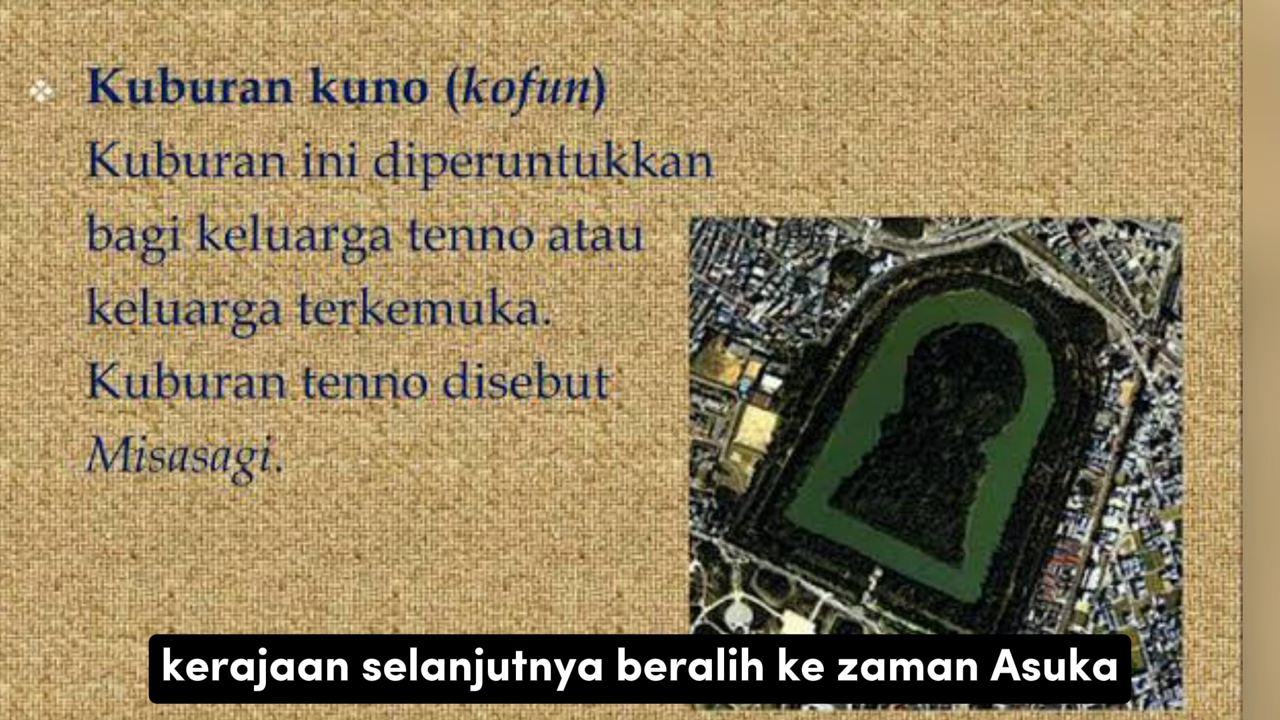 Kuburan kuno (kofun)
Kuburan ini diperuntukkan
bagi keluarga tenno atau
keluarga terkemuka.
Kuburan tenno disebut
Misasagi.
kerajaan selanjutnya beralih ke zaman Asuka